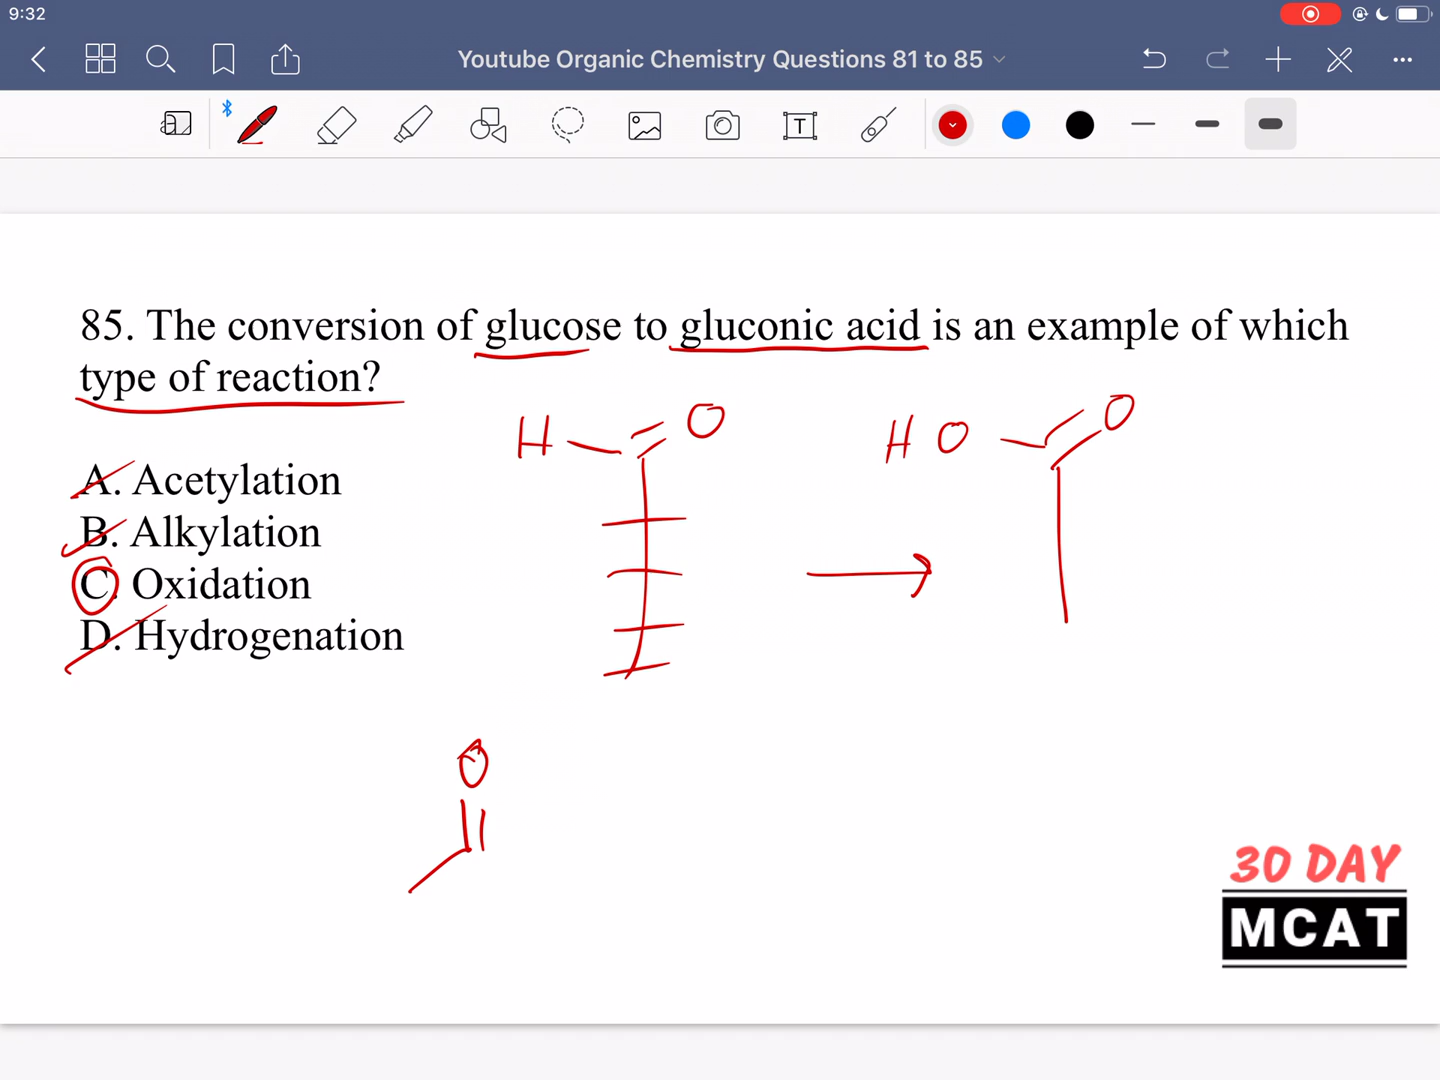 9:32
Youtube Organic Chemistry Questions 81 to 85
a
T
85. The conversion of glucose to gluconic acid is an example of which
type of reaction?
H O
H O O
A. Acetylation
B. Alkylation
C. Oxidation
D. Hydrogenation
O
30 DAY
MCAT